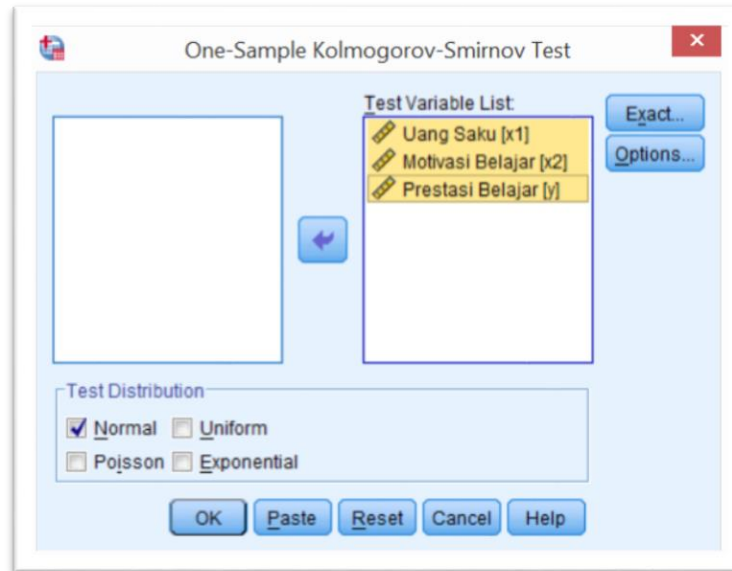 One-Sample Kolmogorov-Smirnov Test
Test Variable List:
Uang Saku [x1]
Motivasi Belajar [x2]
Prestasi Belajar [y]
Exact...
Options...
Test Distribution
Normal Uniform
Poisson Exponential
OK Paste Reset Cancel Help